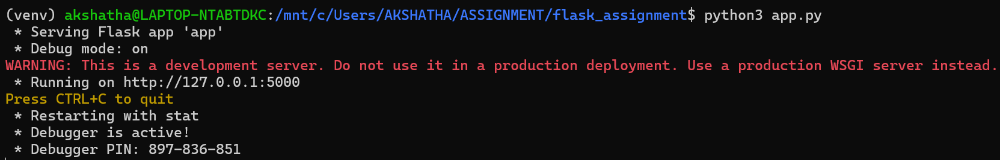 (venv) akshatha@LAPTOP-NTABTDKC:/mnt/c/Users/AKSHATHA/ASSIGNMENT/flask_assignment$ python3 app.py
 * Serving Flask app 'app'
 * Debug mode: on
WARNING: This is a development server. Do not use it in a production deployment. Use a production WSGI server instead.
 * Running on http://127.0.0.1:5000
Press CTRL+C to quit
 * Restarting with stat
 * Debugger is active!
 * Debugger PIN: 897-836-851